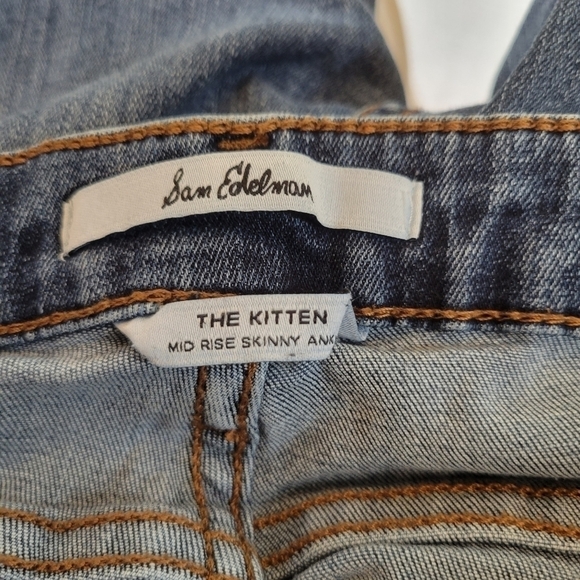 Sam Edelman
THE KITTEN
MID RISE SKINNY ANK